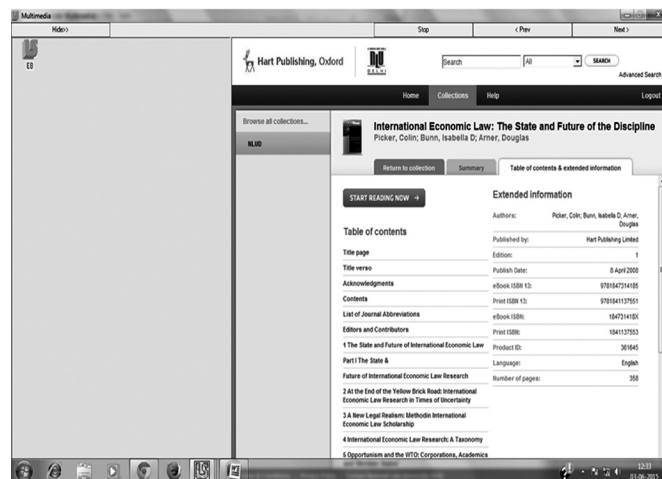 Multimedia
Hide>>
Stop
< Prev
Next >
EB
Hart Publishing, Oxford
DELHI
Search
All
SEARCH
Advanced Search
Home
Collections
Help
Logout
Browse all collections...
NLUD
International Economic Law: The State and Future of the Discipline
Picker, Colin; Bunn, Isabella D; Arner, Douglas
Return to collection
Summary
Table of contents & extended information
START READING NOW →
Table of contents
Title page
Title verso
Acknowledgments
Contents
List of Journal Abbreviations
Editors and Contributors
1 The State and Future of International Economic Law
Part I The State &
Future of International Economic Law Research
2 At the End of the Yellow Brick Road: International
Economic Law Research in Times of Uncertainty
3 A New Legal Realism: Methodin International
Economic Law Scholarship
4 International Economic Law Research: A Taxonomy
5 Opportunism and the WTO: Corporations, Academics
Extended information
Authors: Picker, Colin; Bunn, Isabella D; Arner,
Douglas
Published by: Hart Publishing Limited
Edition: 1
Publish Date: 8 April 2008
eBook ISBN 13: 9781847314185
Print ISBN 13: 9781841137551
eBook ISBN: 184731418X
Print ISBN: 1841137553
Product ID: 361645
Language: English
Number of pages: 358
12:33
03-06-2015